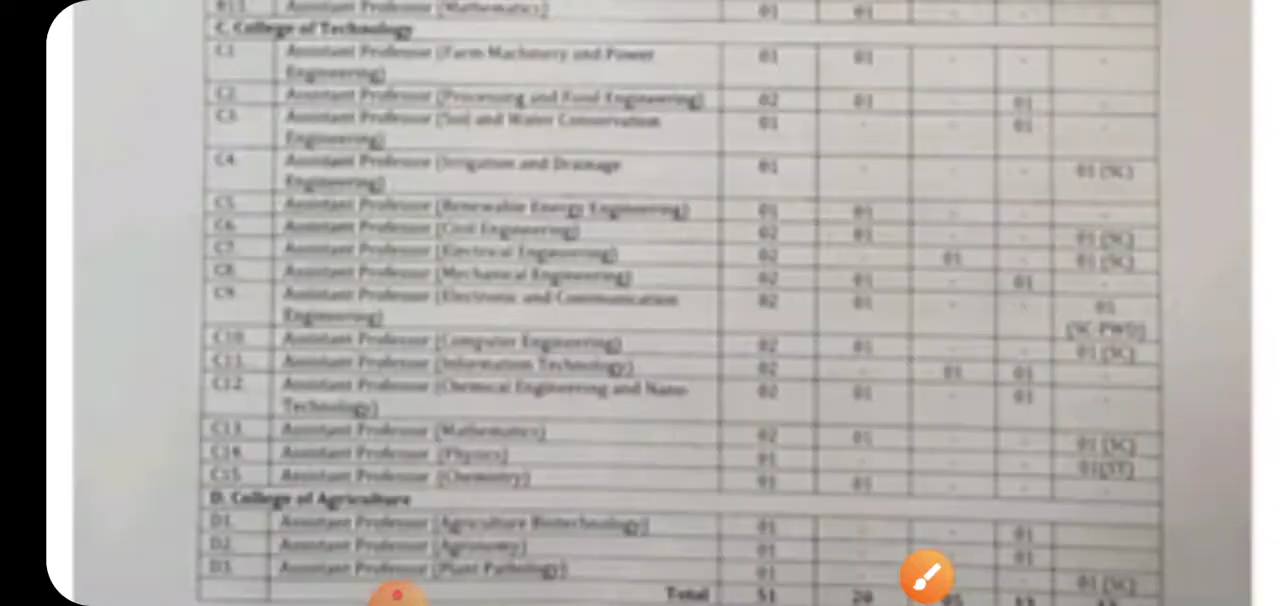 B13. Assistant Professor (Mathematics) 01 01 - - -
C. College of Technology
C1. Assistant Professor (Farm Machinery and Power 01 01 - - -
Engineering)
C2. Assistant Professor (Processing and Food Engineering) 02 01 - 01 -
C3. Assistant Professor (Soil and Water Conservation 01 - - 01 -
Engineering)
C4. Assistant Professor (Irrigation and Drainage 01 - - - 01 (SC)
Engineering)
C5. Assistant Professor (Renewable Energy Engineering) 01 01 - - -
C6. Assistant Professor (Civil Engineering) 02 01 - - 01 (SC)
C7. Assistant Professor (Electrical Engineering) 02 - 01 - 01 (SC)
C8. Assistant Professor (Mechanical Engineering) 02 01 - 01 -
C9. Assistant Professor (Electronic and Communication 02 01 - - 01
Engineering) (SC-PWD)
C10. Assistant Professor (Computer Engineering) 02 01 - - 01 (SC)
C11. Assistant Professor (Information Technology) 02 - 01 01 -
C12. Assistant Professor (Chemical Engineering and Nano- 02 01 - 01 -
Technology)
C13. Assistant Professor (Mathematics) 02 01 - - 01 (SC)
C14. Assistant Professor (Physics) 01 - - - 01(ST)
C15. Assistant Professor (Chemistry) 01 01 - - -
D. College of Agriculture
D1. Assistant Professor (Agriculture Biotechnology) 01 - - 01
D2. Assistant Professor (Agronomy) 01 - - 01
D3. Assistant Professor (Plant Pathology) 01 - - 01 (SC)
Total 51 20 05 13